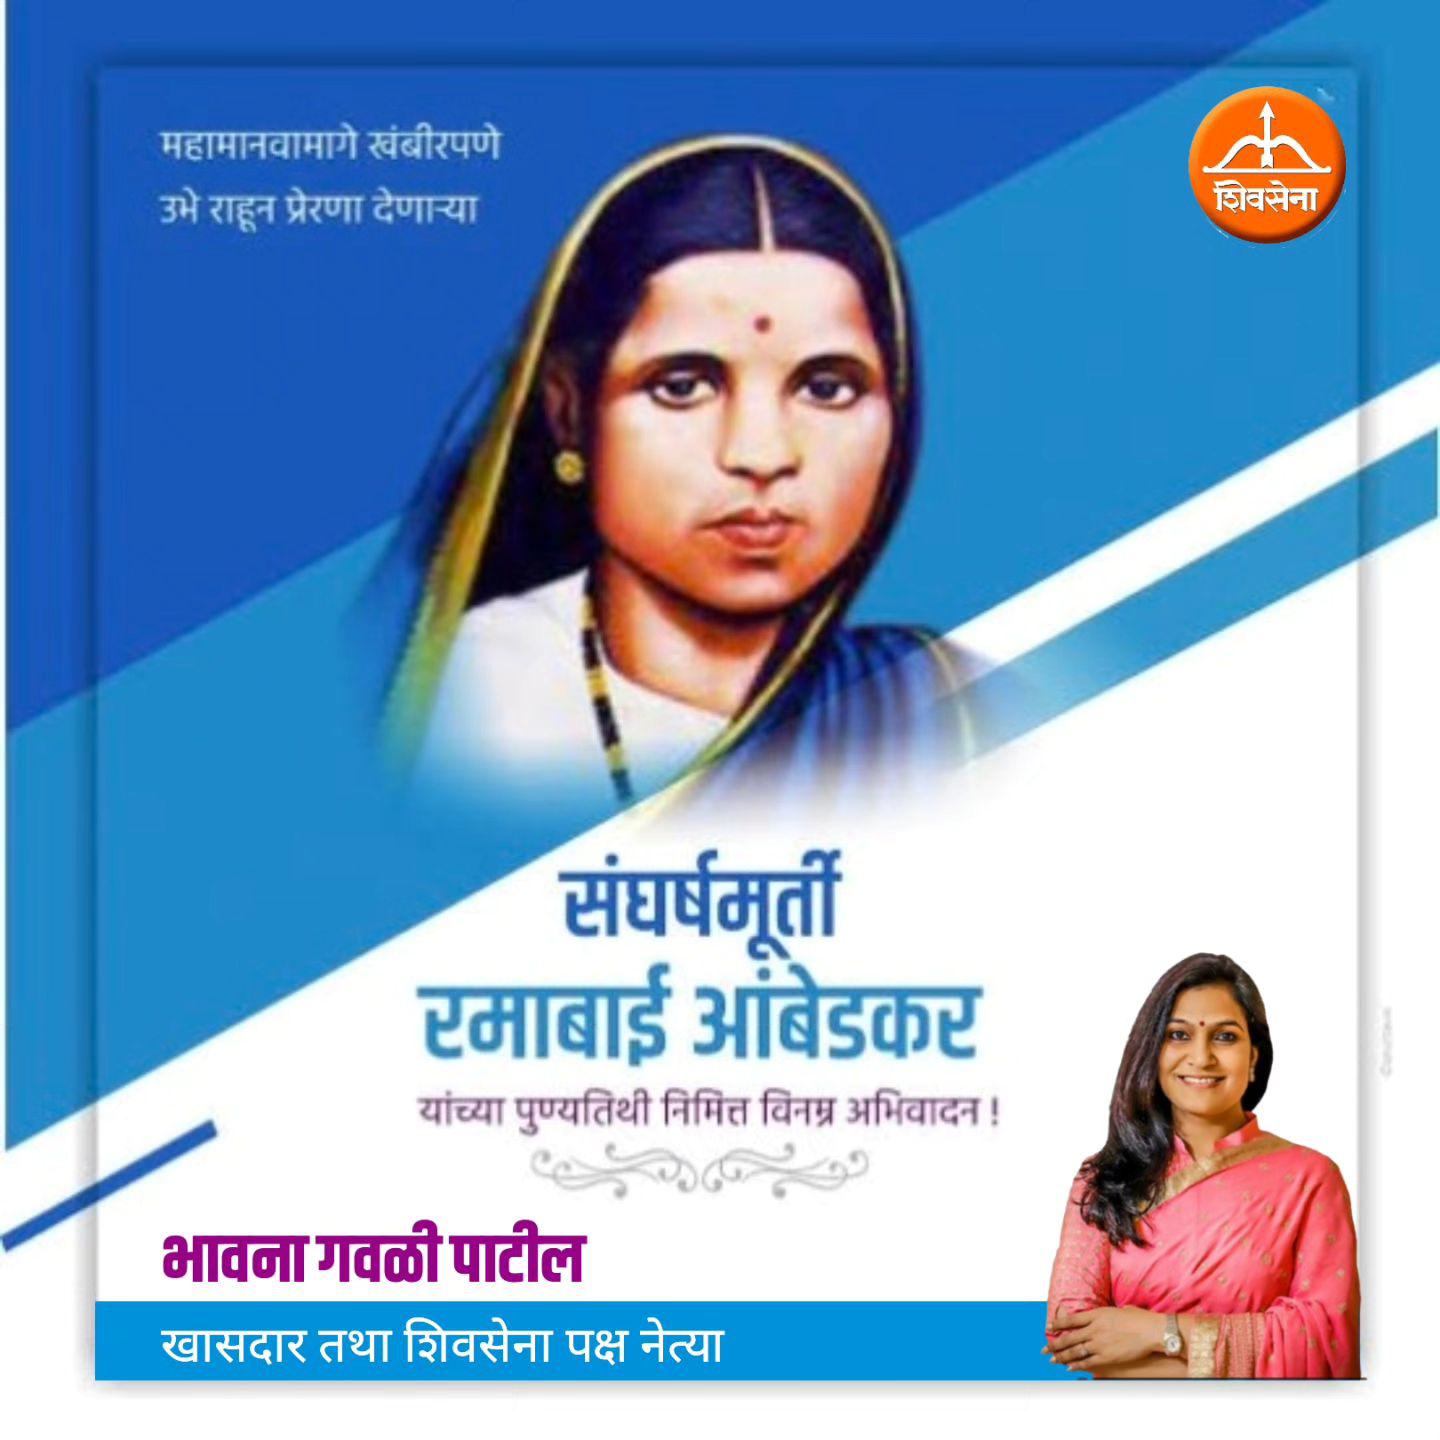 महामानवामागे खंबीरपणे
उभे राहून प्रेरणा देणाऱ्या
शिवसेना
संघर्षमूर्ती
रमाबाई आंबेडकर
यांच्या पुण्यतिथी निमित्त विनम्र अभिवादन !
भावना गवळी पाटील
खासदार तथा शिवसेना पक्ष नेत्या